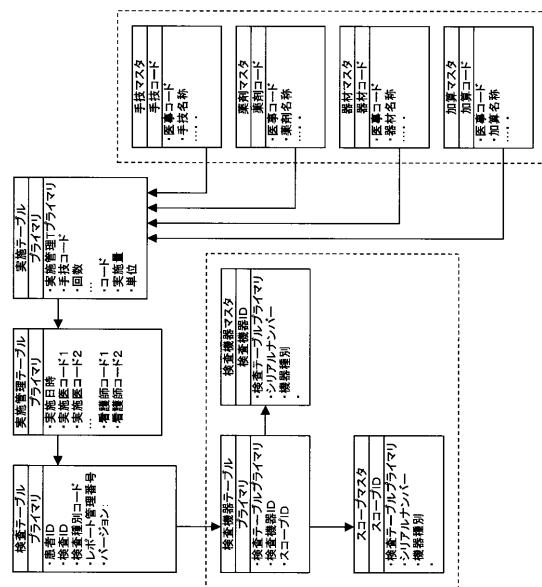 検査テーブル
プライマリ
・患者ID
・検査ID
・検査種別コード
・レポート管理番号
・バージョン:
実施管理テーブル
プライマリ
・実施日時
・実施医コード1
・実施医コード2
...
・看護師コード1
・看護師コード2
実施テーブル
プライマリ
・実施管理Tプライマリ
・手技コード
・回数
...
・コード
・実施量
・単位
手技マスタ
手技コード
・医事コード
・手技名称
薬剤マスタ
薬剤コード
・医事コード
・薬剤名称
器材マスタ
器材コード
・医事コード
・器材名称
加算マスタ
加算コード
・医事コード
・加算名称
検査機器テーブル
プライマリ
・検査テーブルプライマリ
・検査機器ID
・スコープID
検査機器マスタ
検査機器ID
・検査テーブルプライマリ
・シリアルナンバー
・機器種別
スコープマスタ
スコープID
・検査テーブルプライマリ
・シリアルナンバー
・機器種別